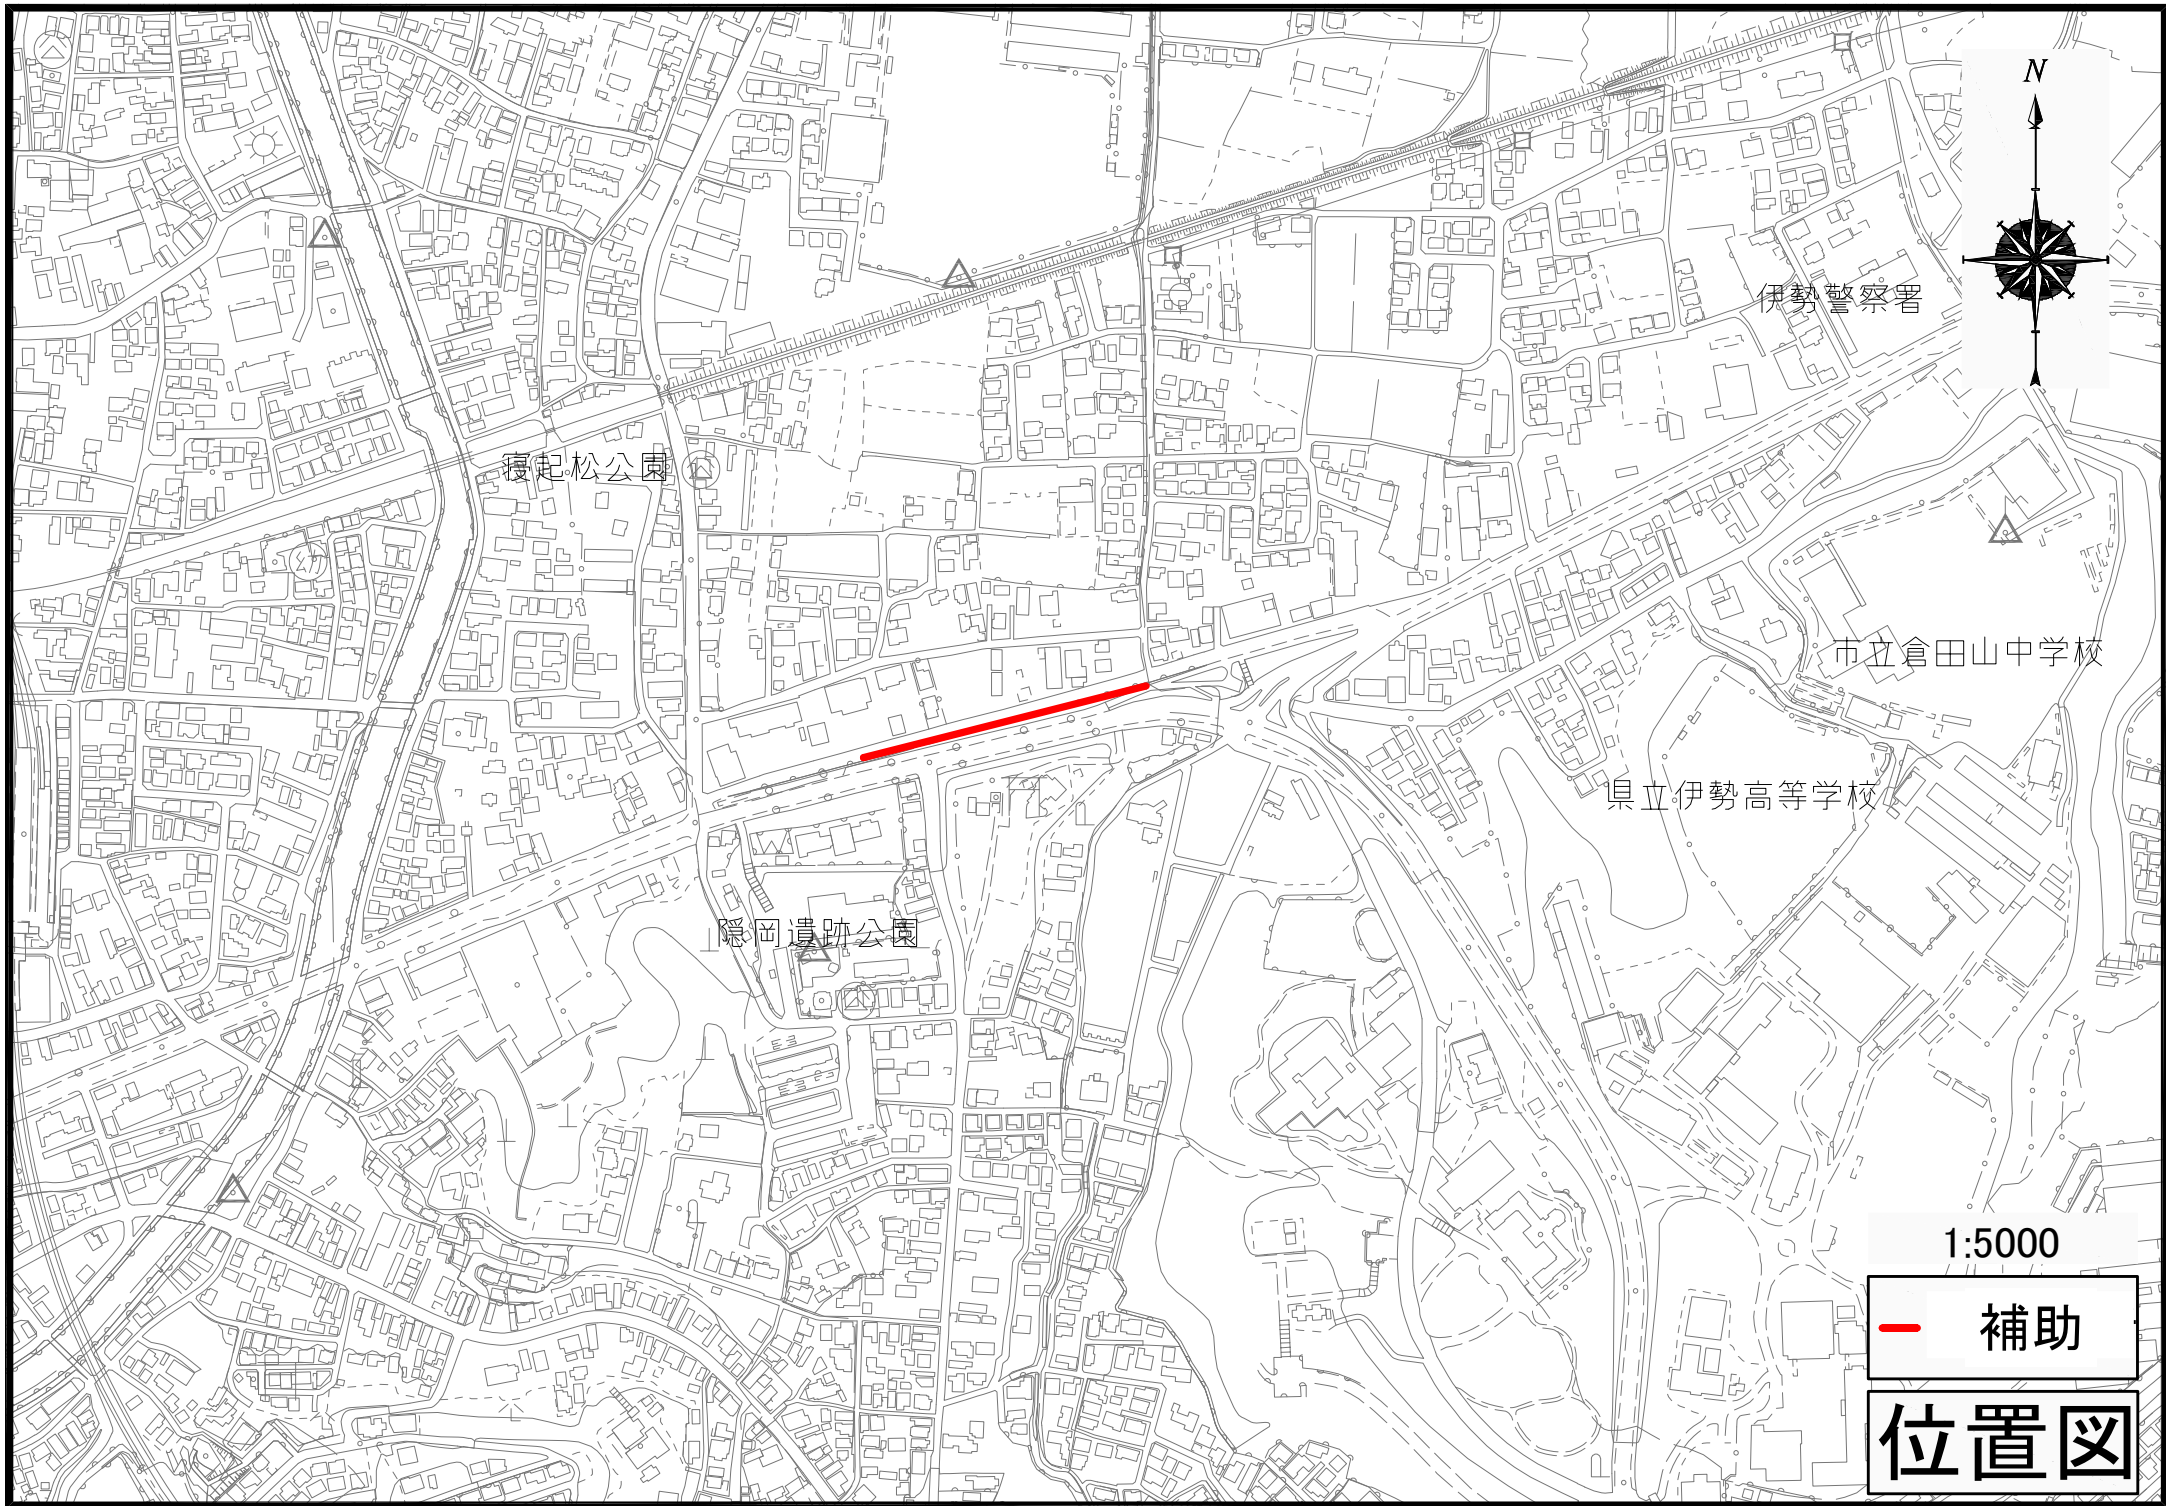 N
伊勢警察署
寝起松公園
幼
市立倉田山中学校
県立伊勢高等学校
隠岡遺跡公園
1:5000
補助
位置図